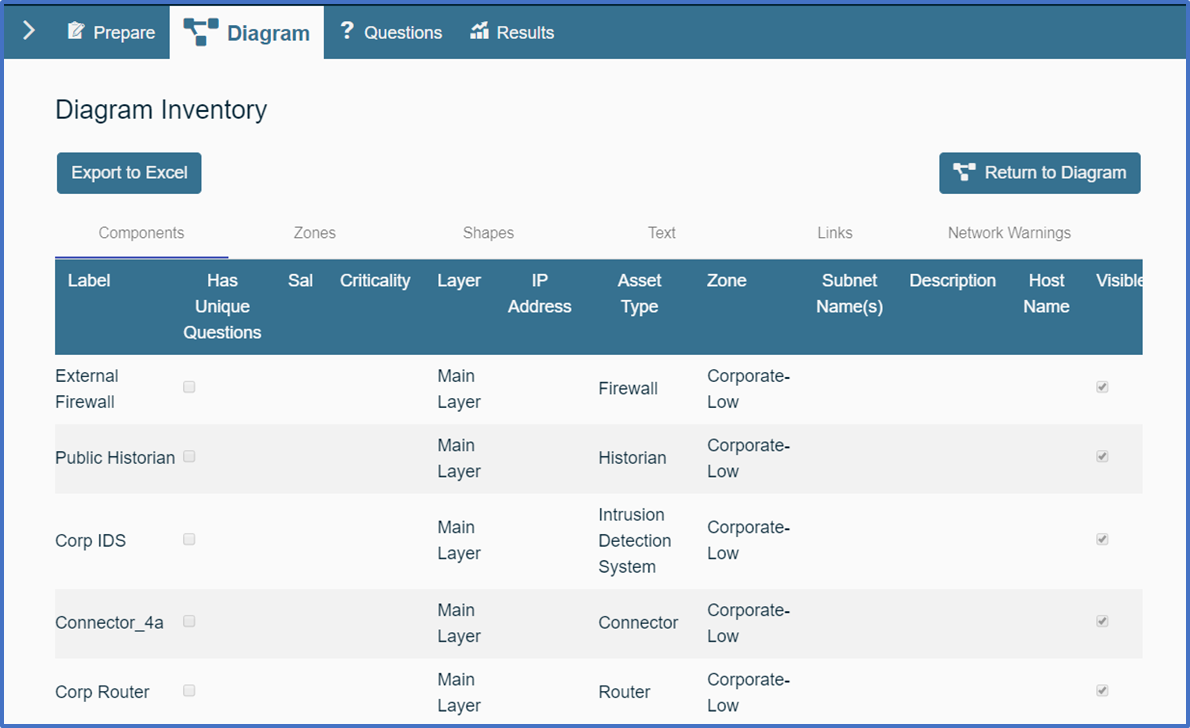 Prepare Diagram ? Questions Results
Diagram Inventory
Export to Excel Return to Diagram
Components Zones Shapes Text Links Network Warnings
Label Has Sal Criticality Layer IP Asset Zone Subnet Description Host Visible
Unique Address Type Name(s) Name
Questions
External Main Corporate-
Firewall Layer Firewall Low
Public Historian Main Historian Corporate-
Layer Low
Intrusion
Corp IDS Main Detection Corporate-
Layer System Low
Connector_4a Main Connector Corporate-
Layer Low
Corp Router Main Router Corporate-
Layer Low